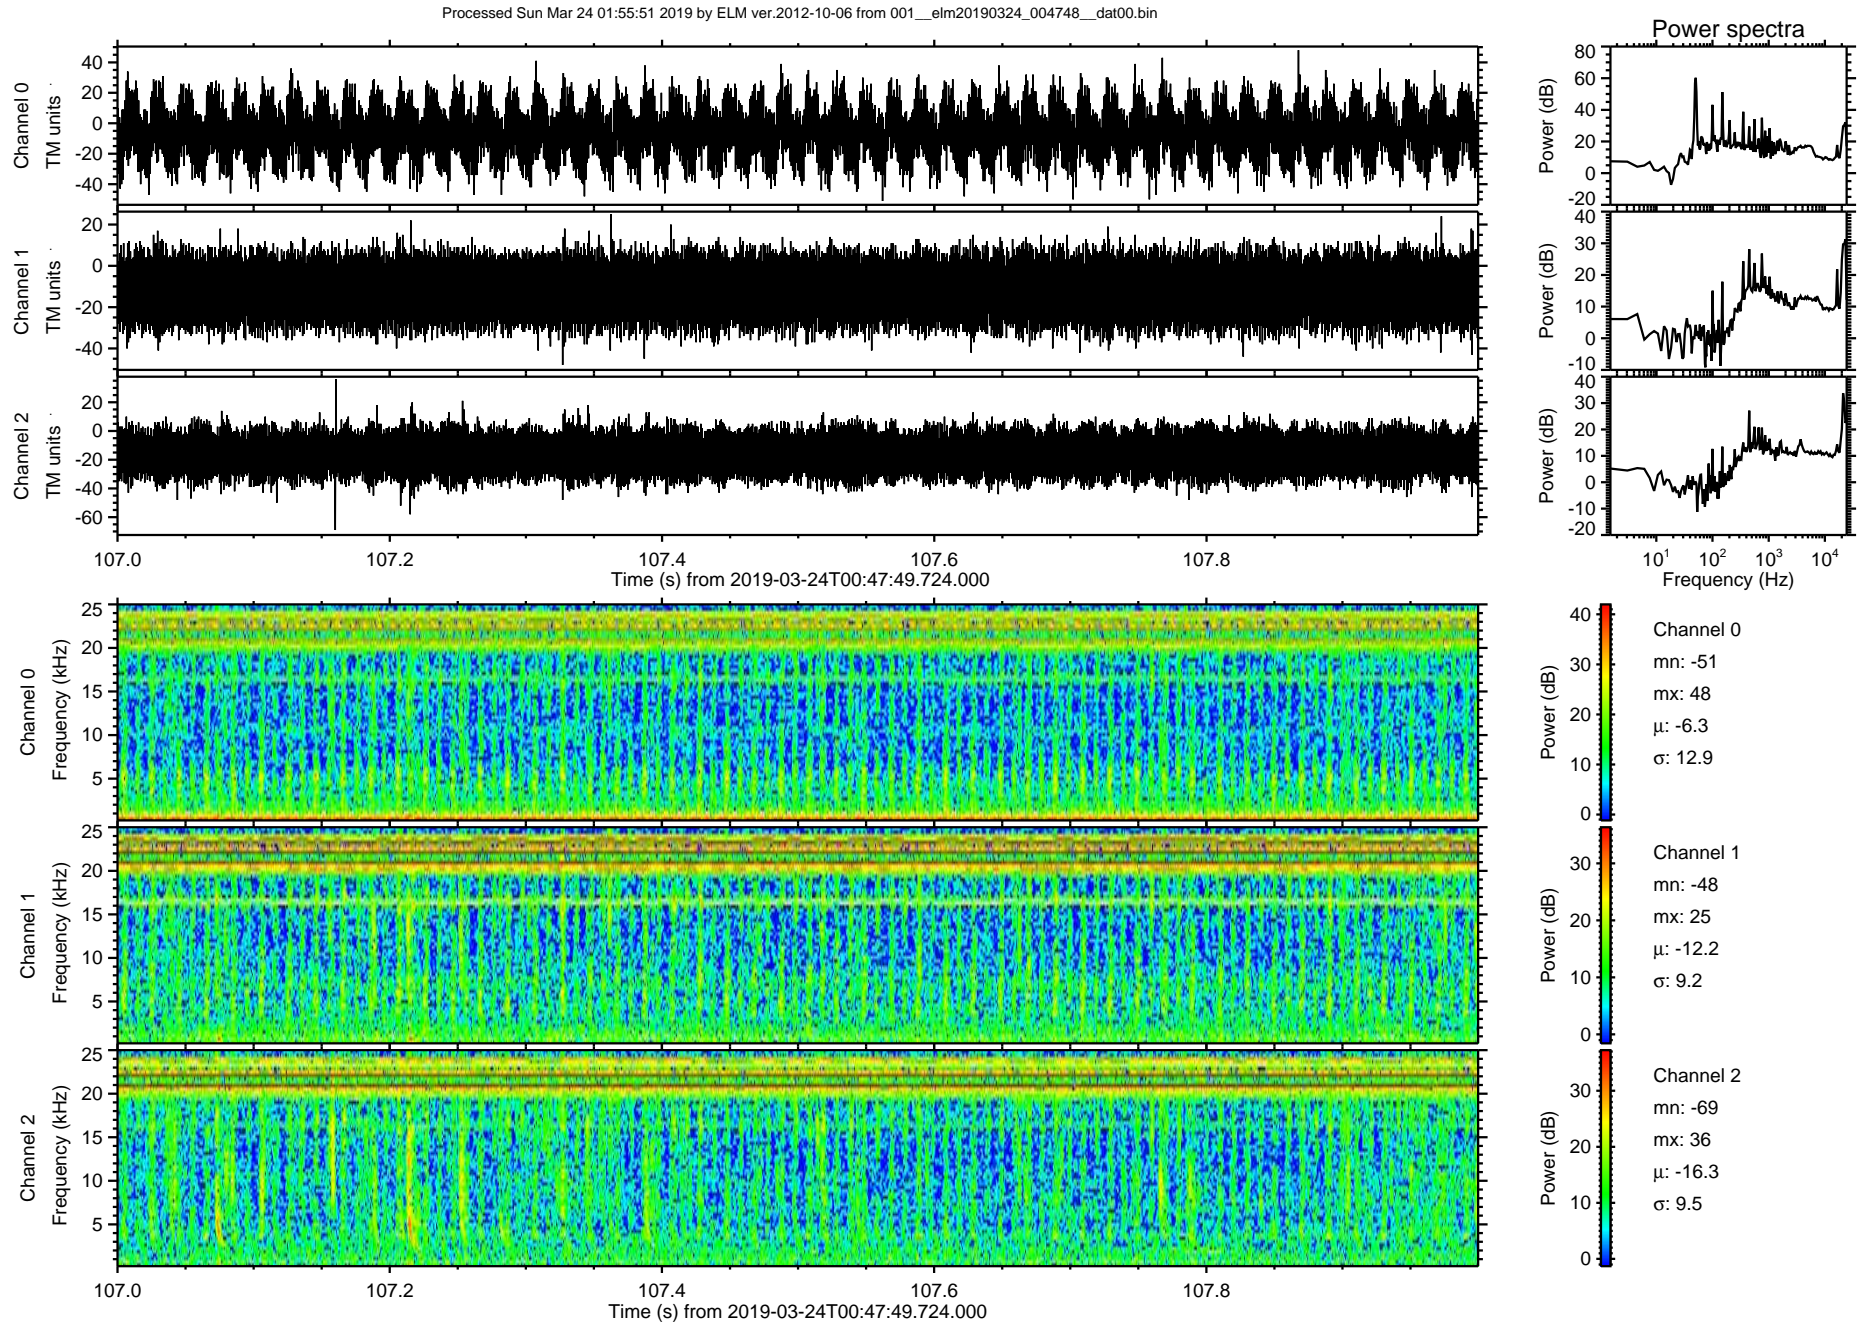 Processed Sun Mar 24 01:55:51 2019 by ELM ver.2012-10-06 from 001__elm20190324_004748__dat00.bin
Power spectra
Channel 0
TM units
40
20
0
-20
-40
Power (dB)
80
60
40
20
0
-20
Channel 1
TM units
20
0
-20
-40
Power (dB)
40
30
20
10
0
-10
Channel 2
TM units
20
0
-20
-40
-60
Power (dB)
40
30
20
10
0
-10
-20
107.0 107.2 107.4 107.6 107.8
Time (s) from 2019-03-24T00:47:49.724.000
10^1 10^2 10^3 10^4
Frequency (Hz)
Channel 0
Frequency (kHz)
25
20
15
10
5
Power (dB)
40
30
20
10
0
Channel 0
mn: -51
mx: 48
μ: -6.3
σ: 12.9
Channel 1
Frequency (kHz)
25
20
15
10
5
Power (dB)
30
20
10
0
Channel 1
mn: -48
mx: 25
μ: -12.2
σ: 9.2
Channel 2
Frequency (kHz)
25
20
15
10
5
Power (dB)
30
20
10
0
Channel 2
mn: -69
mx: 36
μ: -16.3
σ: 9.5
107.0 107.2 107.4 107.6 107.8
Time (s) from 2019-03-24T00:47:49.724.000